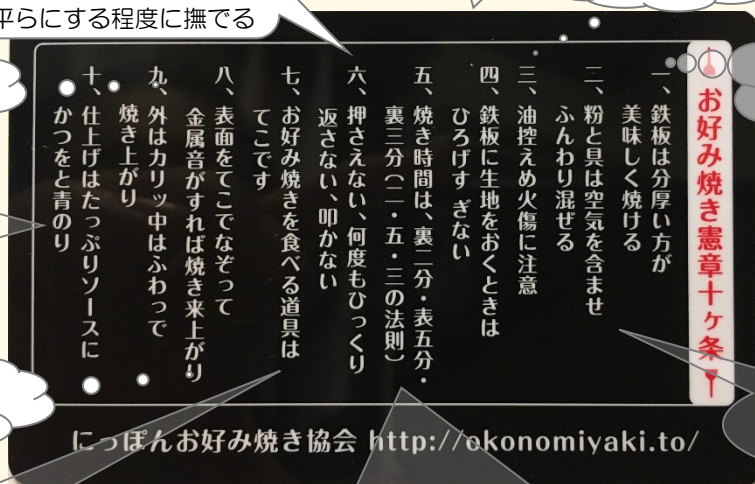 平らにする程度に撫でる
お好み焼き憲章十ヶ条
一、鉄板は分厚い方が
美味しく焼ける
二、粉と具は空気を含ませ
ふんわり混ぜる
三、油控えめ火傷に注意
四、鉄板に生地をおくときは
ひろげすぎない
五、焼き時間は、裏二分・表五分・
裏三分（二・五・三の法則）
六、押さえない、何度もひっくり
返さない、叩かない
七、お好み焼きを食べる道具は
てこです
八、表面をてこでなぞって
金属音がすれば焼き来上がり
九、外はカリッ中はふわっで
焼き上がり
十、仕上げはたっぷりソースに
かつをと青のり
にっぽんお好み焼き協会 http://okonomiyaki.to/